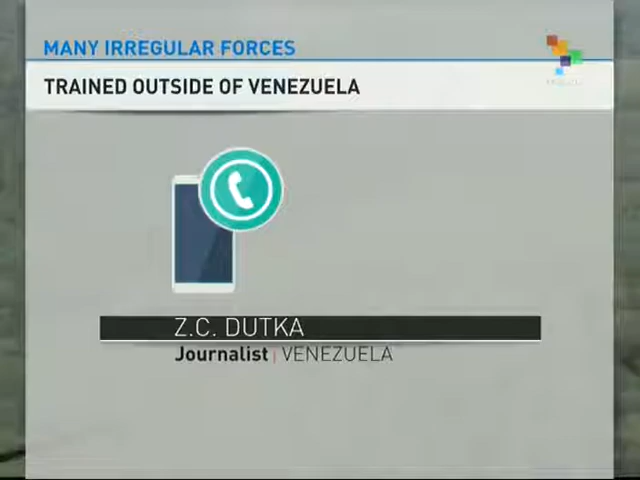 MANY IRREGULAR FORCES
TRAINED OUTSIDE OF VENEZUELA
Z.C. DUTKA
Journalist | VENEZUELA